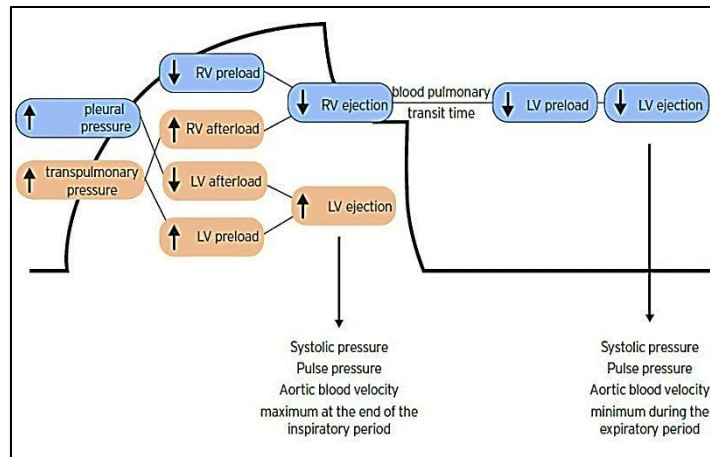 RV preload
pleural
pressure
RV ejection
blood pulmonary
transit time
LV preload
LV ejection
RV afterload
transpulmonary
pressure
LV afterload
LV ejection
LV preload
Systolic pressure
Pulse pressure
Aortic blood velocity
maximum at the end of the
inspiratory period
Systolic pressure
Pulse pressure
Aortic blood velocity
minimum during the
expiratory period